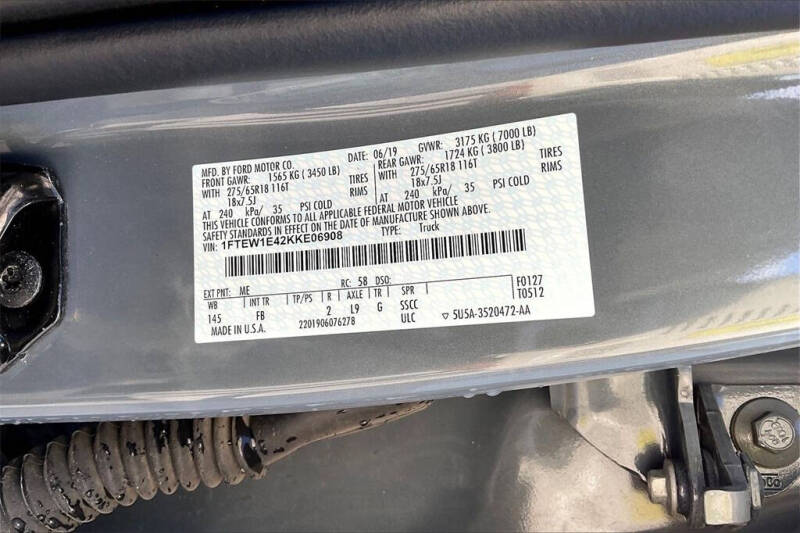 MFD. BY FORD MOTOR CO.
DATE: 06/19 GVWR: 3175 KG ( 7000 LB)
FRONT GAWR: 1565 KG ( 3450 LB) REAR GAWR: 1724 KG ( 3800 LB)
WITH 275/65R18 116T TIRES WITH 275/65R18 116T TIRES
18x7.5J RIMS 18x7.5J RIMS
AT 240 kPa/ 35 PSI COLD AT 240 kPa/ 35 PSI COLD
THIS VEHICLE CONFORMS TO ALL APPLICABLE FEDERAL MOTOR VEHICLE
SAFETY STANDARDS IN EFFECT ON THE DATE OF MANUFACTURE SHOWN ABOVE.
VIN: 1FTEW1E42KKE06908 TYPE: Truck
EXT PNT: ME RC: 58 DSO:
WB INT TR TP/PS R AXLE TR SPR F0127
145 FB 2 L9 G SSCC T0512
MADE IN U.S.A. 2201906076278 ULC ▽ 5U5A-3520472-AA